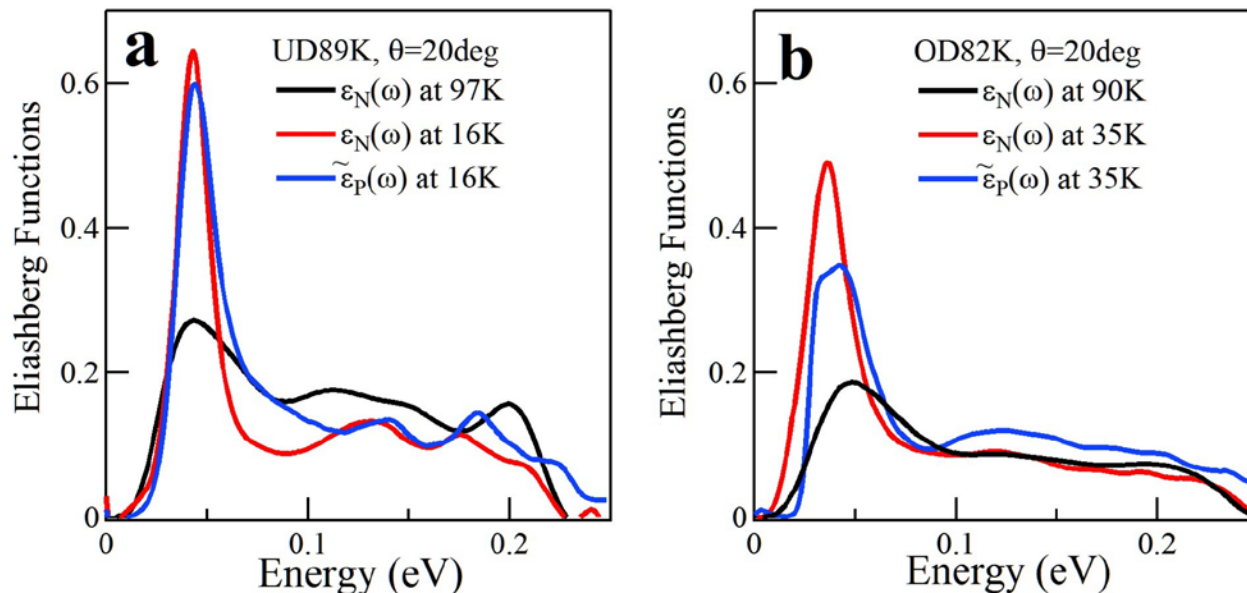 a
UD89K, θ=20deg
ε_N(ω) at 97K
ε_N(ω) at 16K
ε̃_P(ω) at 16K
Eliashberg Functions
0.6
0.4
0.2
0
0
0.1
0.2
Energy (eV)
b
OD82K, θ=20deg
ε_N(ω) at 90K
ε_N(ω) at 35K
ε̃_P(ω) at 35K
Eliashberg Functions
0.6
0.4
0.2
0
0
0.1
0.2
Energy (eV)